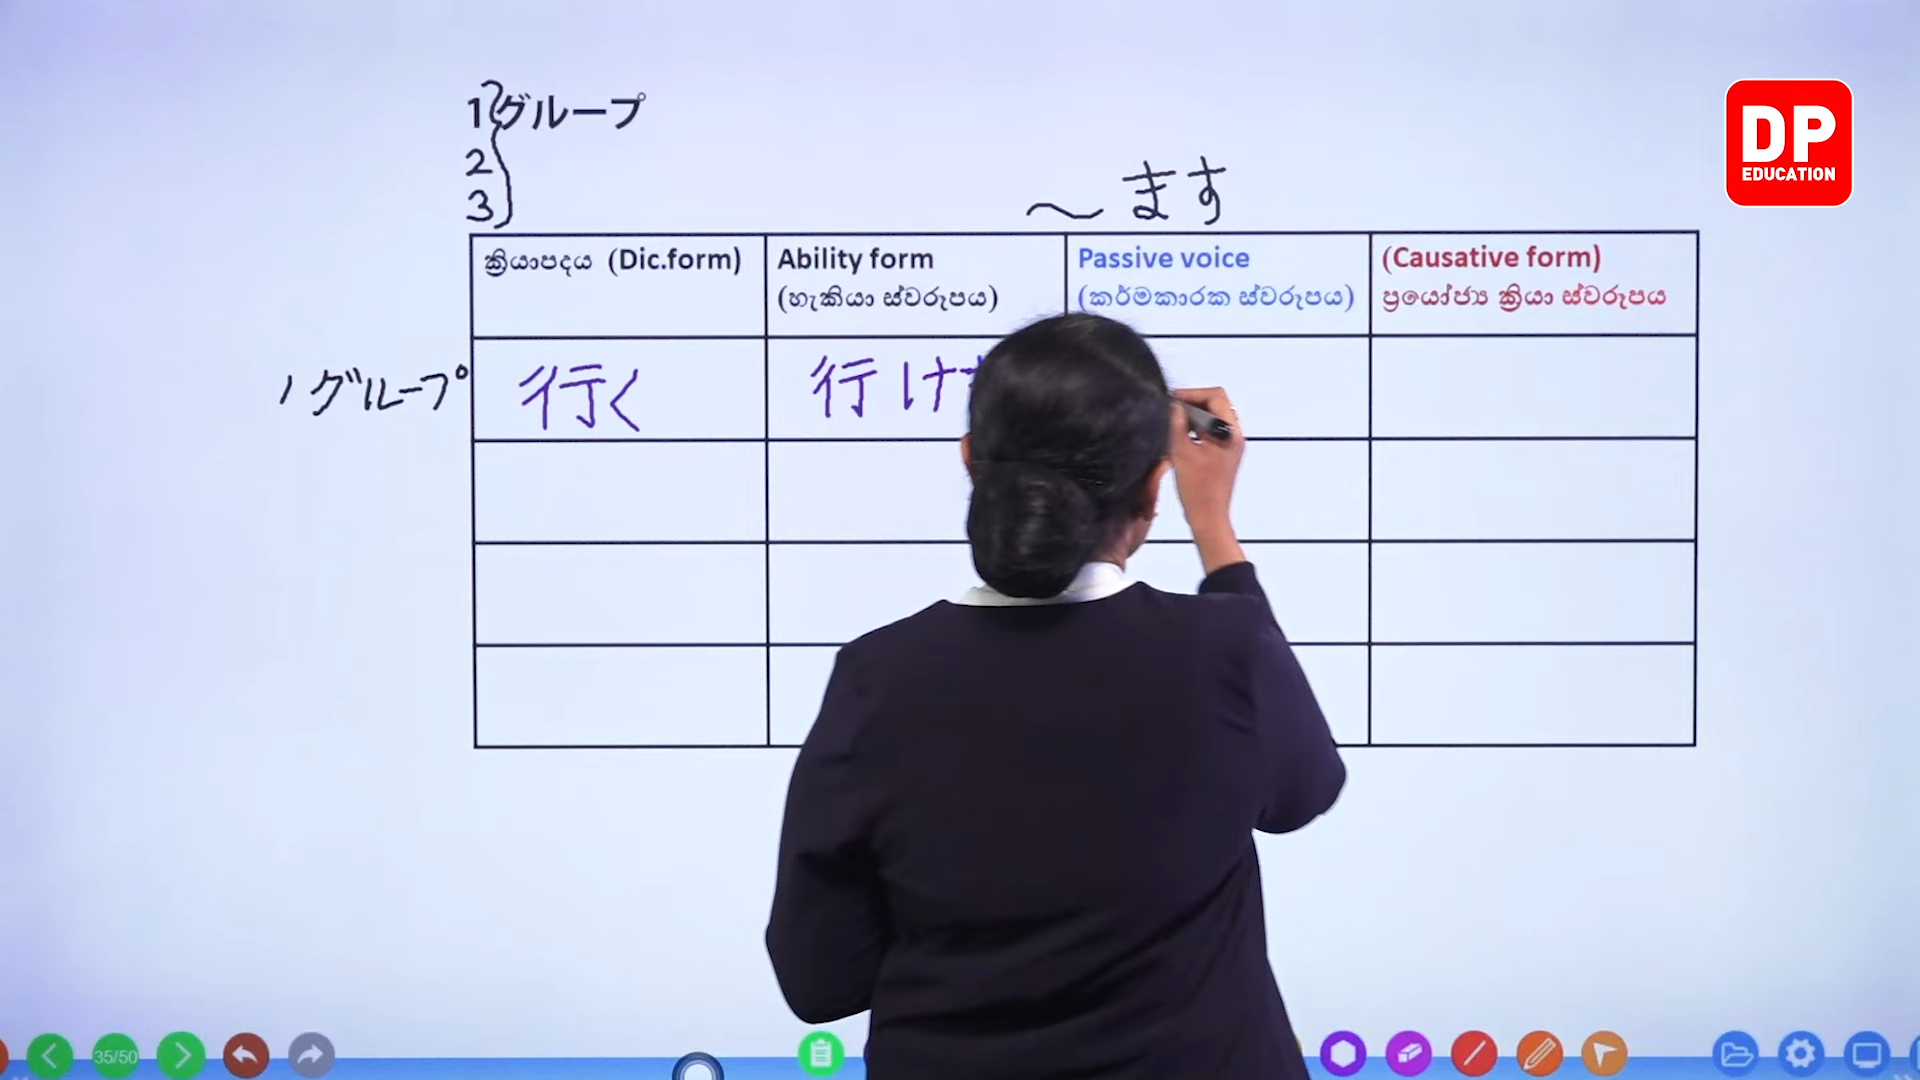 1グループ
2
3
DP
EDUCATION
~ます
ක්‍රියාපදය (Dic.form)
Ability form
(හැකියා ස්වරූපය)
Passive voice
(කර්මකාරක ස්වරූපය)
(Causative form)
ප්‍රයෝජ්‍ය ක්‍රියා ස්වරූපය
1グループ
行く
行け
35/50